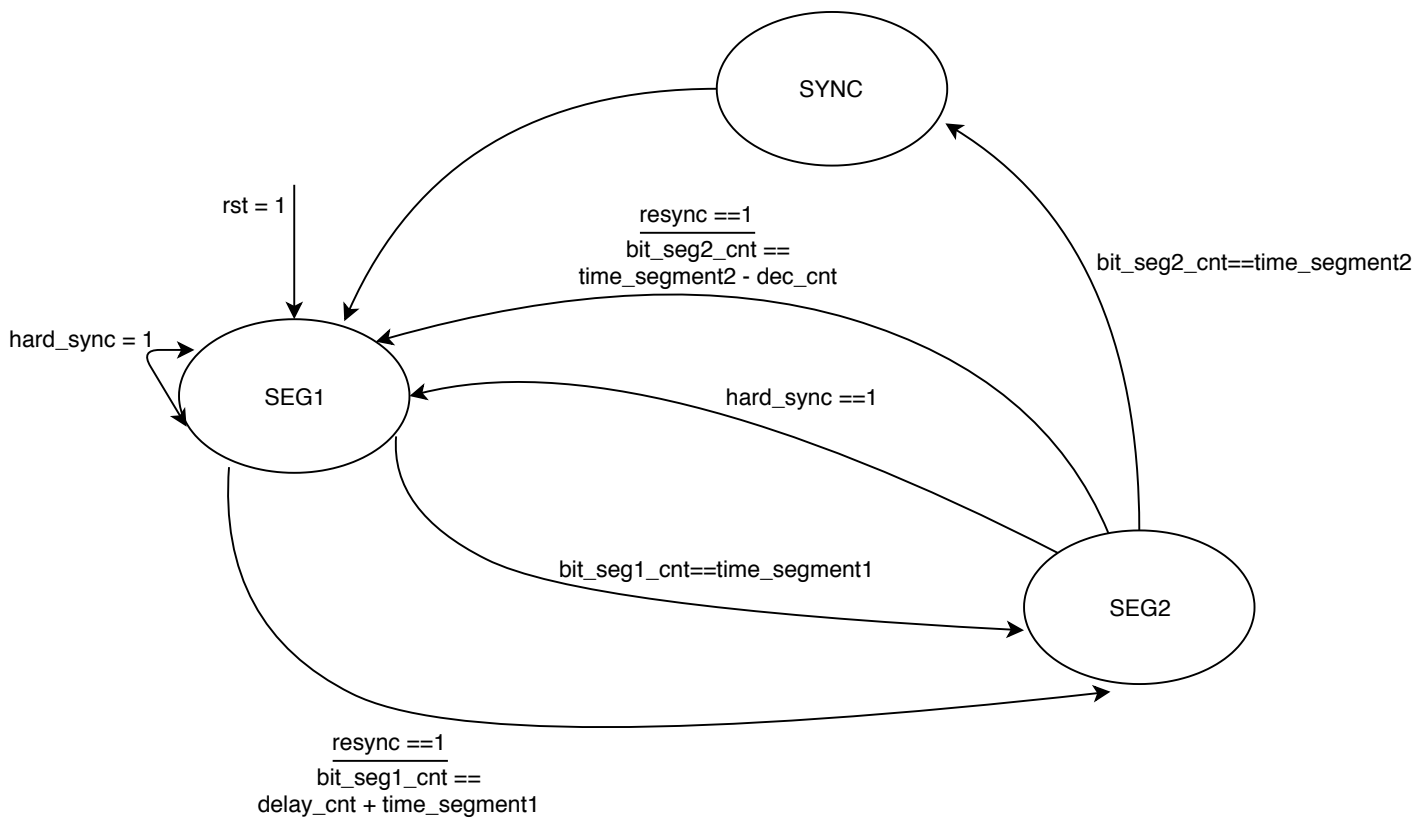 SYNC
rst = 1
resync ==1
bit_seg2_cnt ==
time_segment2 - dec_cnt
bit_seg2_cnt==time_segment2
hard_sync = 1
SEG1
hard_sync ==1
bit_seg1_cnt==time_segment1
SEG2
resync ==1
bit_seg1_cnt ==
delay_cnt + time_segment1